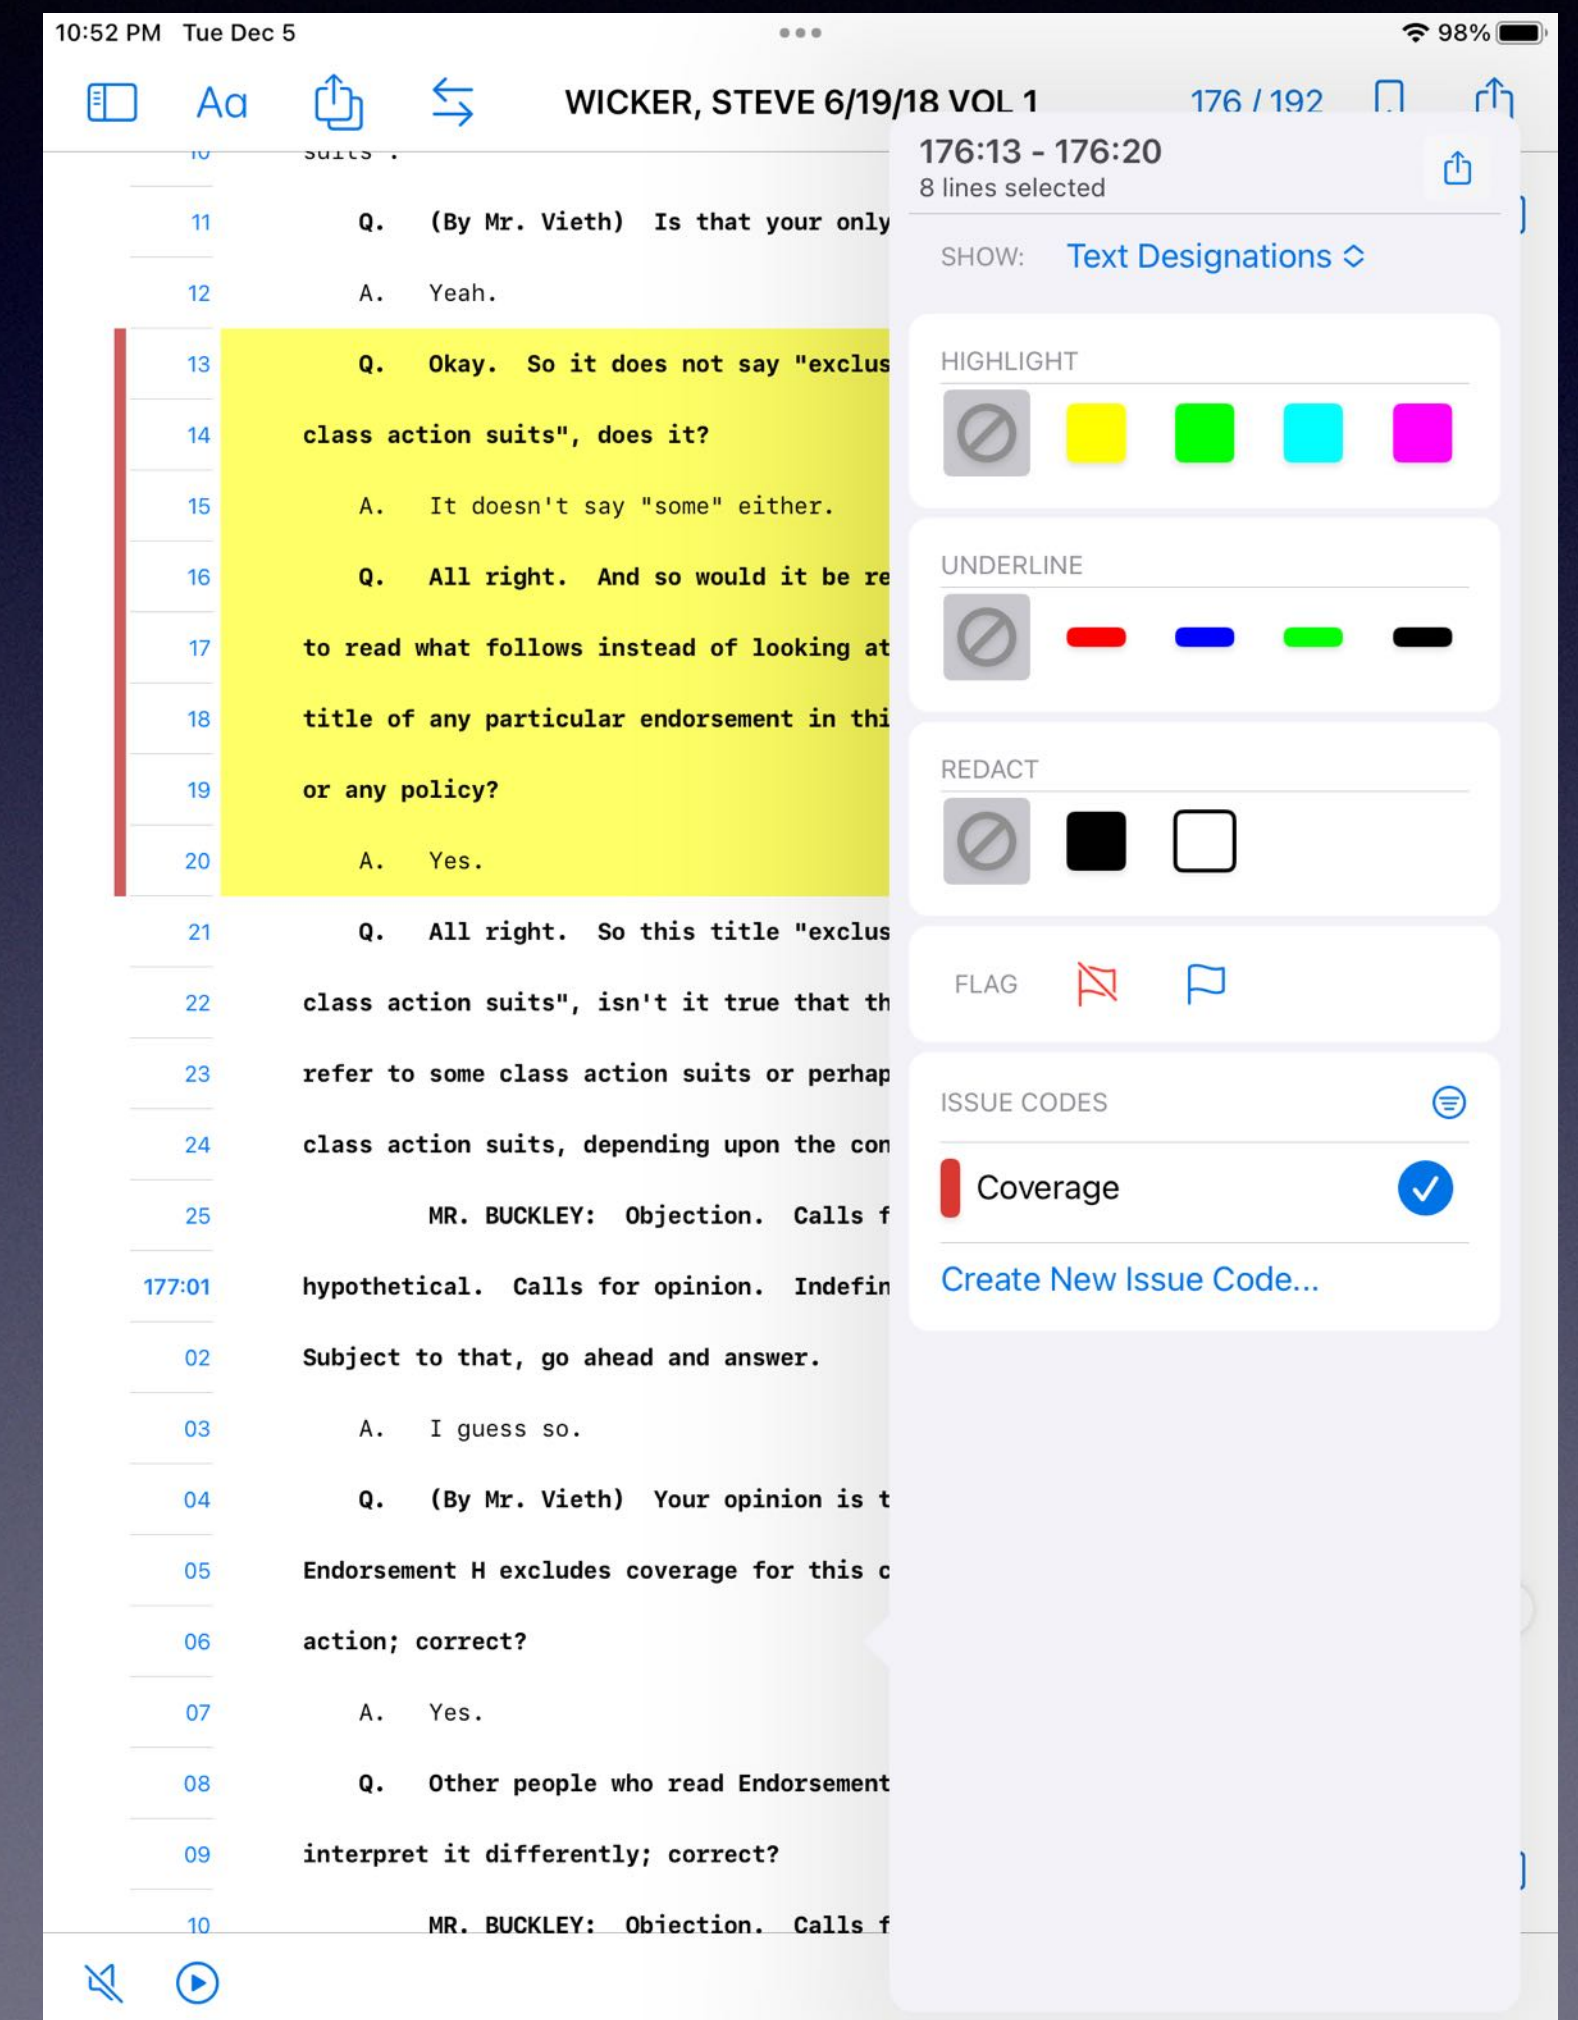 10:52 PM Tue Dec 5
98%
Aa
WICKER, STEVE 6/19/18 VOL 1
176 / 192
10 suits".
11 Q. (By Mr. Vieth) Is that your only
12 A. Yeah.
13 Q. Okay. So it does not say "exclus
14 class action suits", does it?
15 A. It doesn't say "some" either.
16 Q. All right. And so would it be re
17 to read what follows instead of looking at
18 title of any particular endorsement in thi
19 or any policy?
20 A. Yes.
21 Q. All right. So this title "exclus
22 class action suits", isn't it true that th
23 refer to some class action suits or perhap
24 class action suits, depending upon the con
25 MR. BUCKLEY: Objection. Calls f
177:01 hypothetical. Calls for opinion. Indefin
02 Subject to that, go ahead and answer.
03 A. I guess so.
04 Q. (By Mr. Vieth) Your opinion is t
05 Endorsement H excludes coverage for this c
06 action; correct?
07 A. Yes.
08 Q. Other people who read Endorsement
09 interpret it differently; correct?
10 MR. BUCKLEY: Objection. Calls f
176:13 - 176:20
8 lines selected
SHOW: Text Designations
HIGHLIGHT
UNDERLINE
REDACT
FLAG
ISSUE CODES
Coverage
Create New Issue Code...